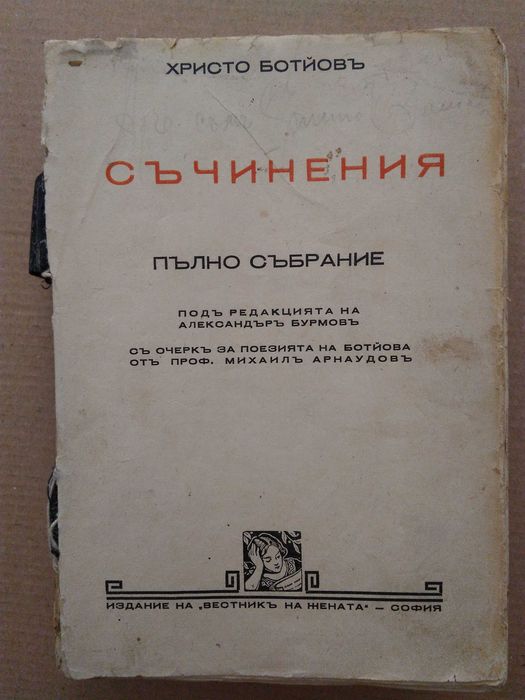 ХРИСТО БОТЙОВЪ
СЪЧИНЕНИЯ
ПЪЛНО СЪБРАНИЕ
ПОДЪ РЕДАКЦИЯТА НА
АЛЕКСАНДЪРЪ БУРМОВЪ
СЪ ОЧЕРКЪ ЗА ПОЕЗИЯТА НА БОТЙОВА
ОТЪ ПРОФ. МИХАИЛЪ АРНАУДОВЪ
ИЗДАНИЕ НА „ВЕСТНИКЪ НА ЖЕНАТА" – СОФИЯ